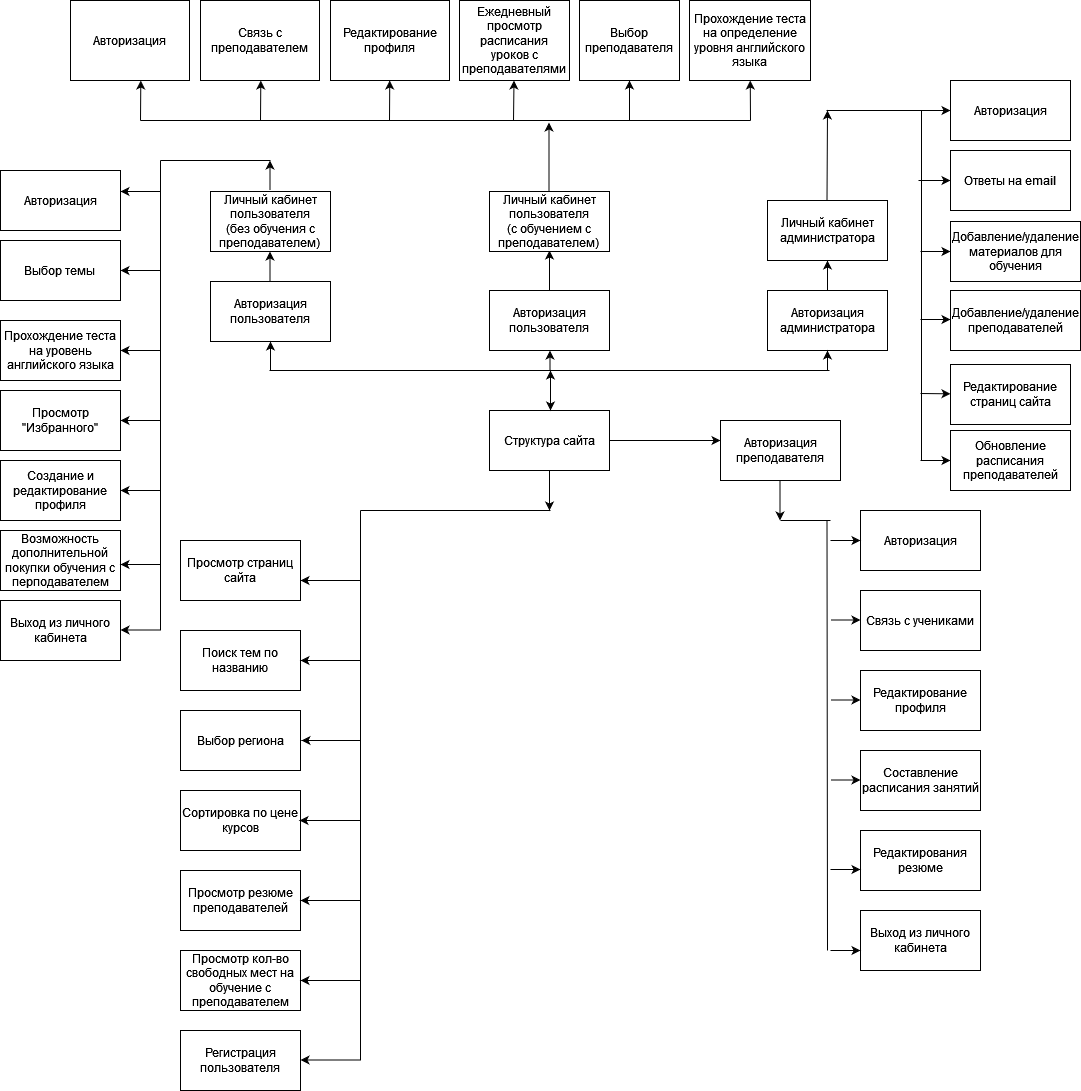 Авторизация
Связь с
преподавателем
Редактирование
профиля
Ежедневный
просмотр
расписания
уроков с
преподавателями
Выбор
преподавателя
Прохождение теста
на определение
уровня английского
языка
Авторизация
Ответы на email
Добавление/удаление
материалов для
обучения
Добавление/удаление
преподавателей
Редактирование
страниц сайта
Обновление
расписания
преподавателей
Личный кабинет
пользователя
(без обучения с
преподавателем)
Личный кабинет
пользователя
(с обучением с
преподавателем)
Личный кабинет
администратора
Авторизация
пользователя
Авторизация
пользователя
Авторизация
администратора
Авторизация
Выбор темы
Прохождение теста
на уровень
английского языка
Просмотр
"Избранного"
Создание и
редактирование
профиля
Возможность
дополнительной
покупки обучения с
перподавателем
Выход из личного
кабинета
Структура сайта
Авторизация
преподавателя
Просмотр страниц
сайта
Поиск тем по
названию
Выбор региона
Сортировка по цене
курсов
Просмотр резюме
преподавателей
Просмотр кол-во
свободных мест на
обучение с
преподавателем
Регистрация
пользователя
Авторизация
Связь с учениками
Редактирование
профиля
Составление
расписания занятий
Редактирования
резюме
Выход из личного
кабинета